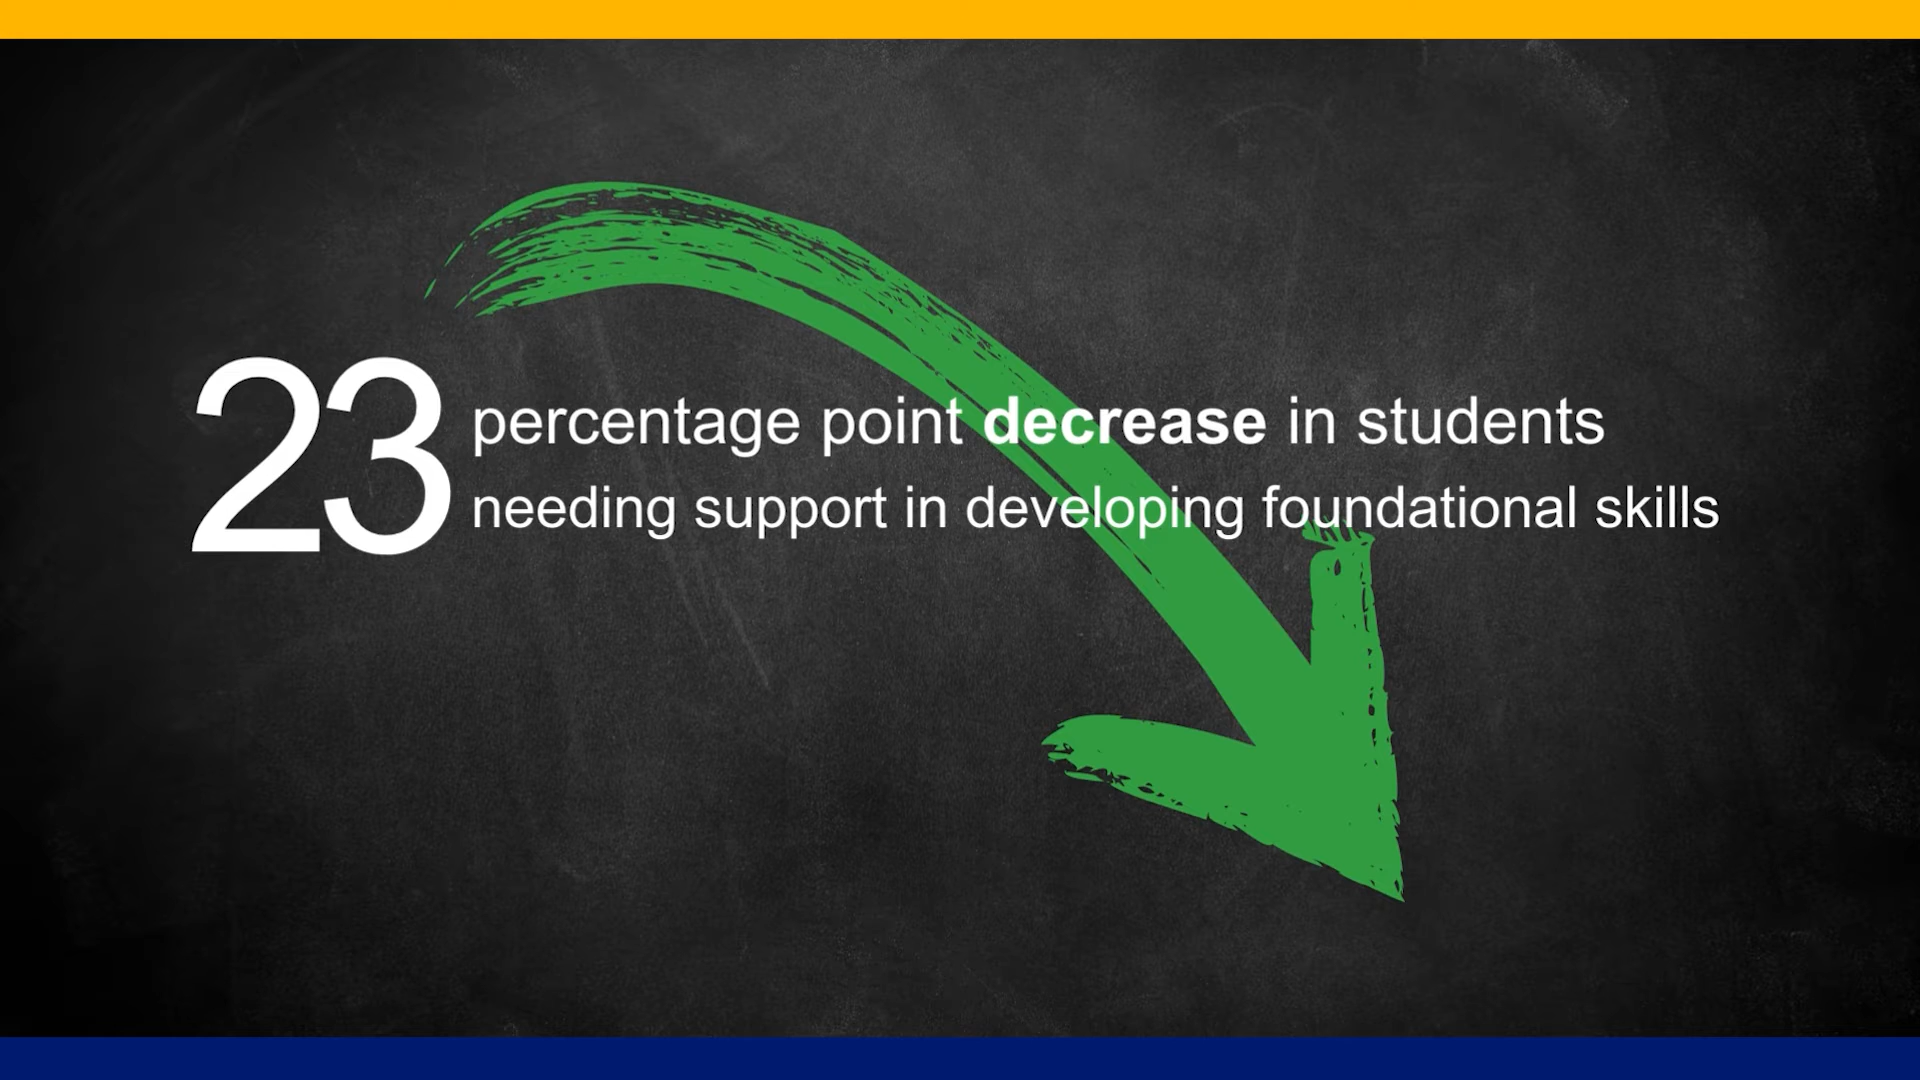 23 percentage point decrease in students
needing support in developing foundational skills